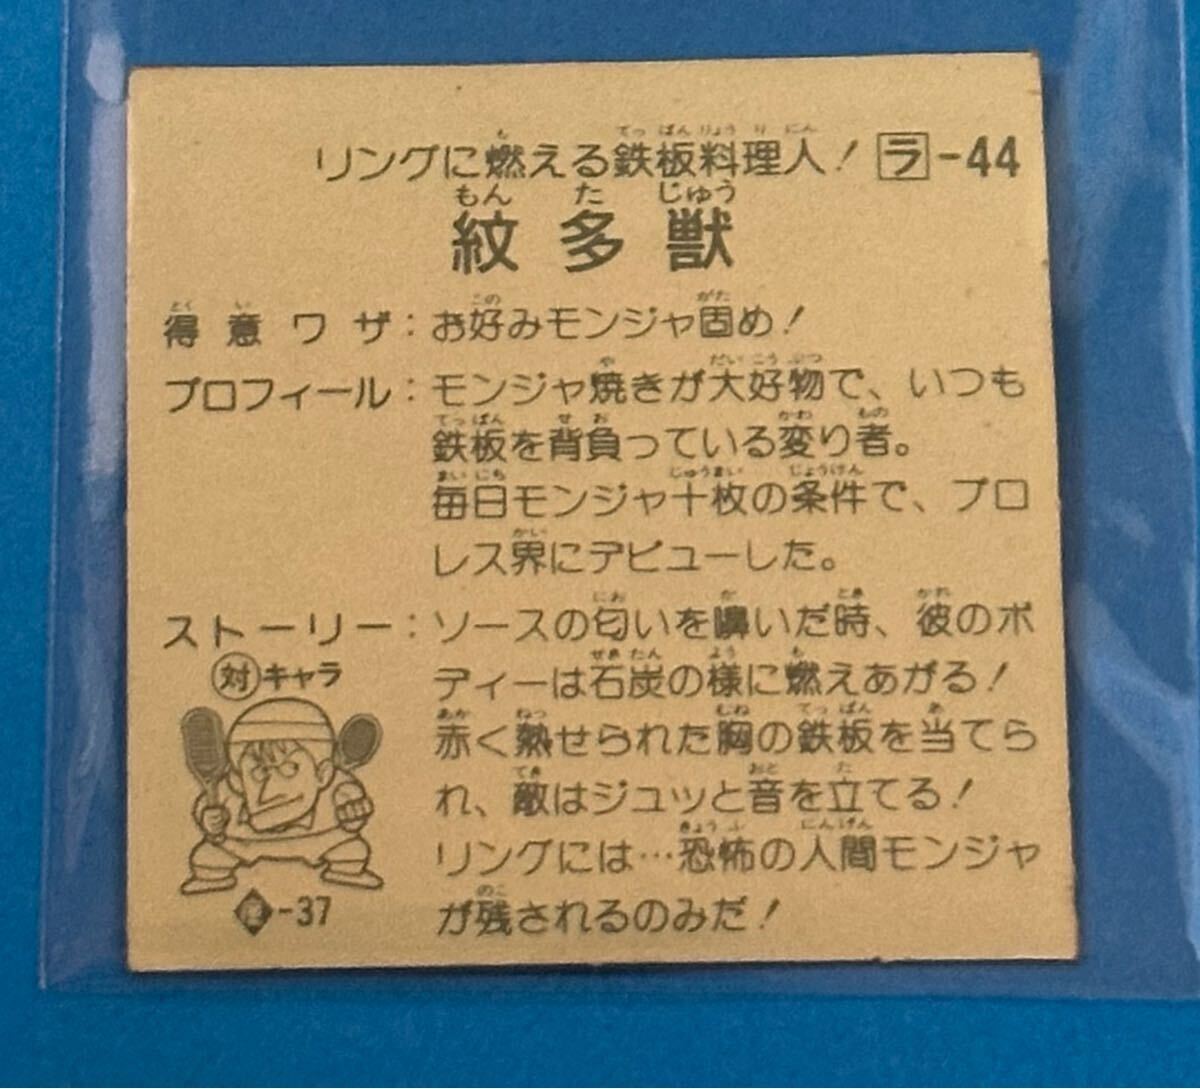 リングに燃える鉄板料理人！ ラ-44
紋多獣
得意ワザ：お好みモンジャ固め！
プロフィール：モンジャ焼きが大好物で、いつも
鉄板を背負っている変り者。
毎日モンジャ十枚の条件で、プロ
レス界にデビューした。
ストーリー：ソースの匂いを嗅いだ時、彼のボ
ディーは石炭の様に燃えあがる！
赤く熱せられた胸の鉄板を当てら
れ、敵はジュッと音を立てる！
リングには…恐怖の人間モンジャ
が残されるのみだ！
対キャラ
-37